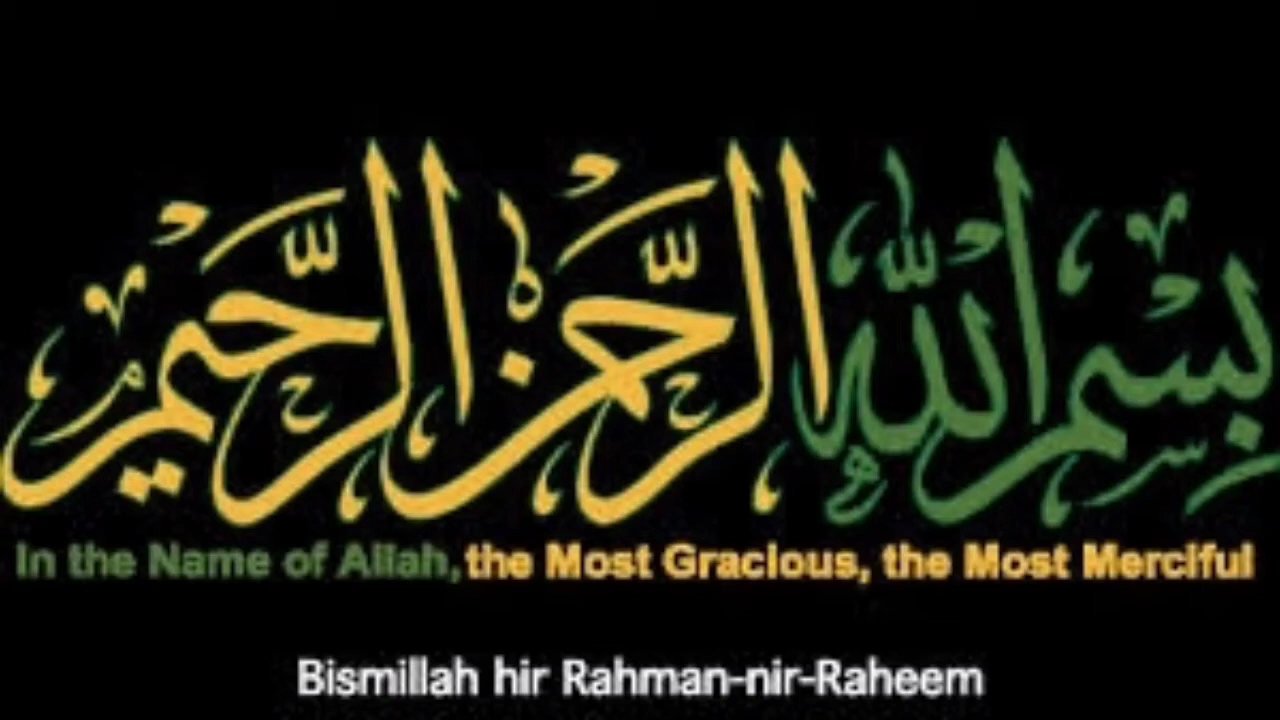 بسم الله الرحمن الرحيم
In the Name of Allah, the Most Gracious, the Most Merciful
Bismillah hir Rahman-nir-Raheem